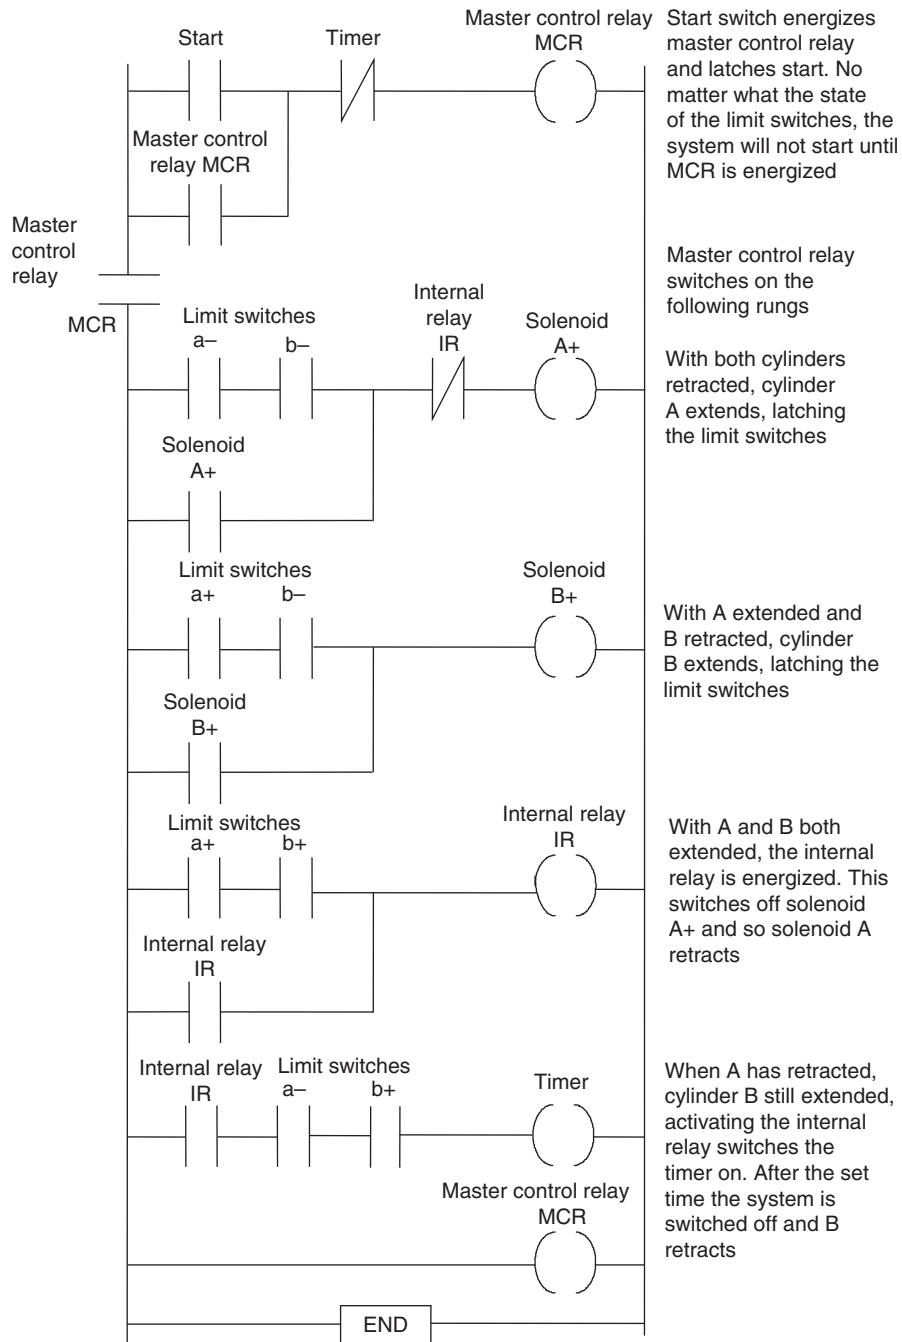 Master control relay
MCR
Start
Timer
Start switch energizes
master control relay
and latches start. No
matter what the state
of the limit switches, the
system will not start until
MCR is energized
Master control
relay MCR
Master
control
relay
MCR
Master control relay
switches on the
following rungs
Limit switches
a– b–
Internal
relay
IR
Solenoid
A+
With both cylinders
retracted, cylinder
A extends, latching
the limit switches
Solenoid
A+
Limit switches
a+ b–
Solenoid
B+
With A extended and
B retracted, cylinder
B extends, latching the
limit switches
Solenoid
B+
Limit switches
a+ b+
Internal relay
IR
With A and B both
extended, the internal
relay is energized. This
switches off solenoid
A+ and so solenoid A
retracts
Internal relay
IR
Internal relay
IR
Limit switches
a– b+
Timer
When A has retracted,
cylinder B still extended,
activating the internal
relay switches the
timer on. After the set
time the system is
switched off and B
retracts
Master control relay
MCR
END